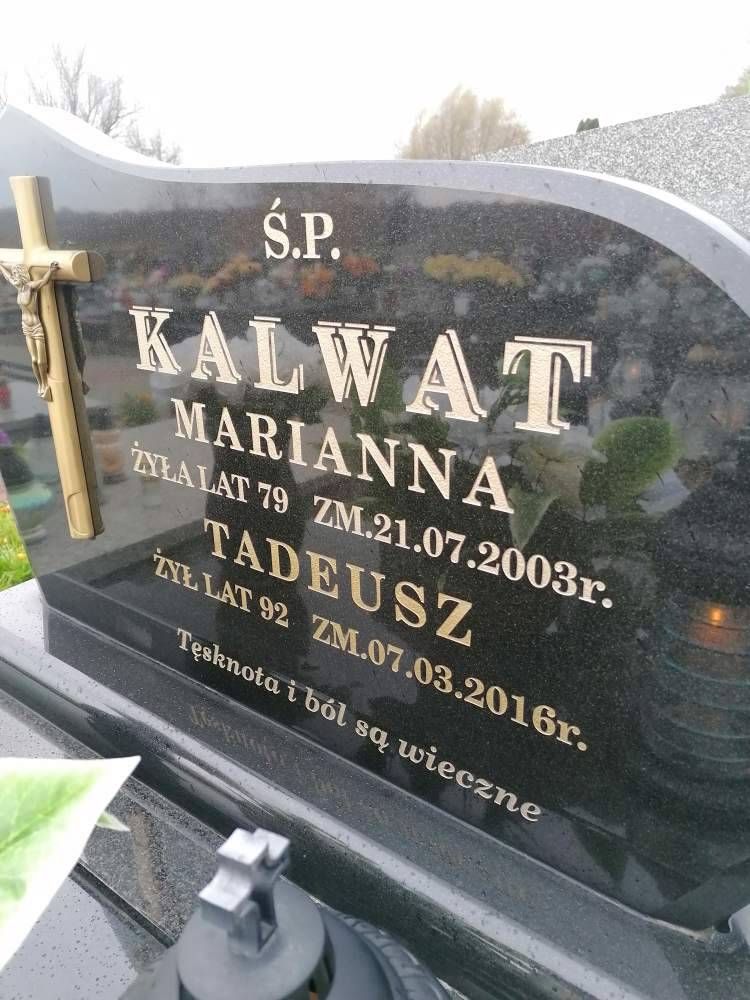 Ś.P.
KALWAT
MARIANNA
ŻYŁA LAT 79 ZM.21.07.2003r.
TADEUSZ
ŻYŁ LAT 92 ZM.07.03.2016r.
Tęsknota i ból są wieczne